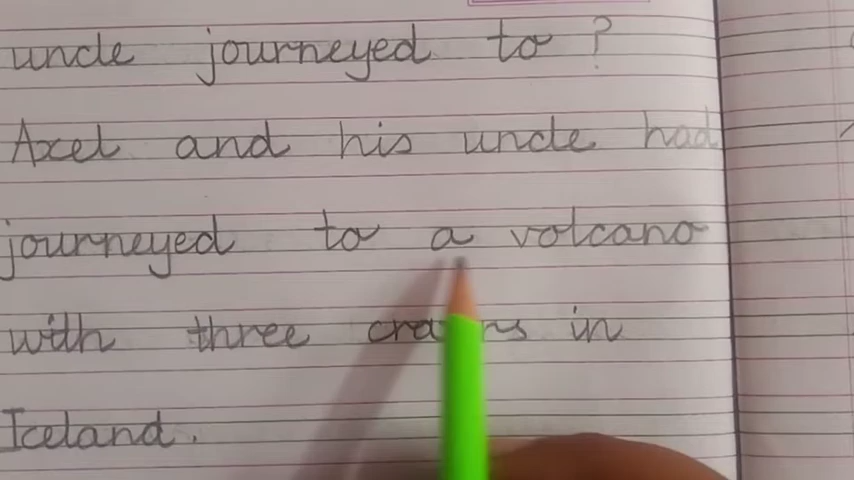 uncle journeyed to ?
Axel and his uncle had
journeyed to a volcano
with three in
Iceland.